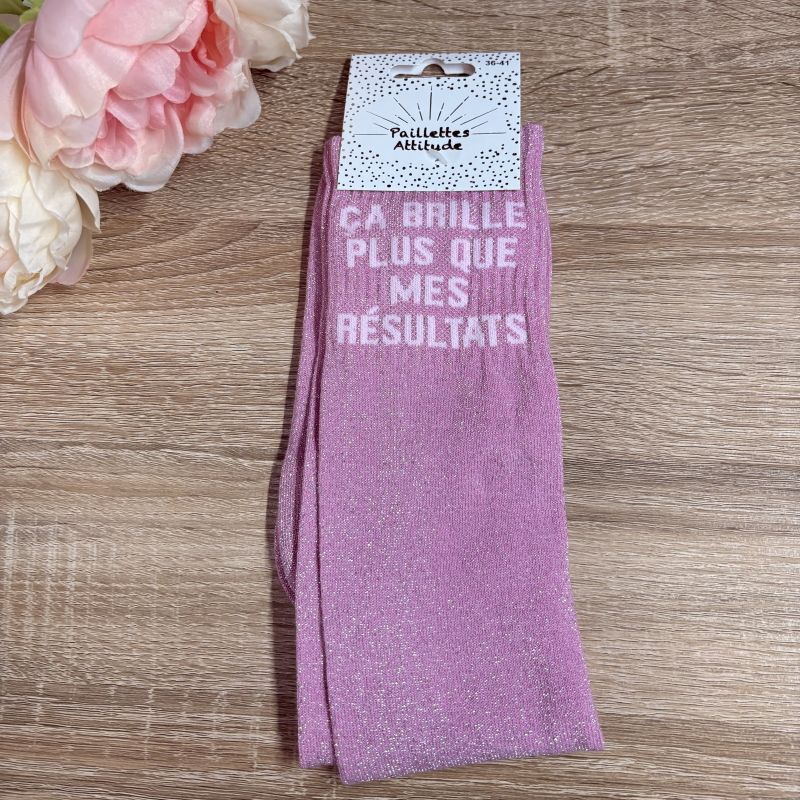 36-41
Paillettes
Attitude
ÇA BRILLE
PLUS QUE
MES
RÉSULTATS